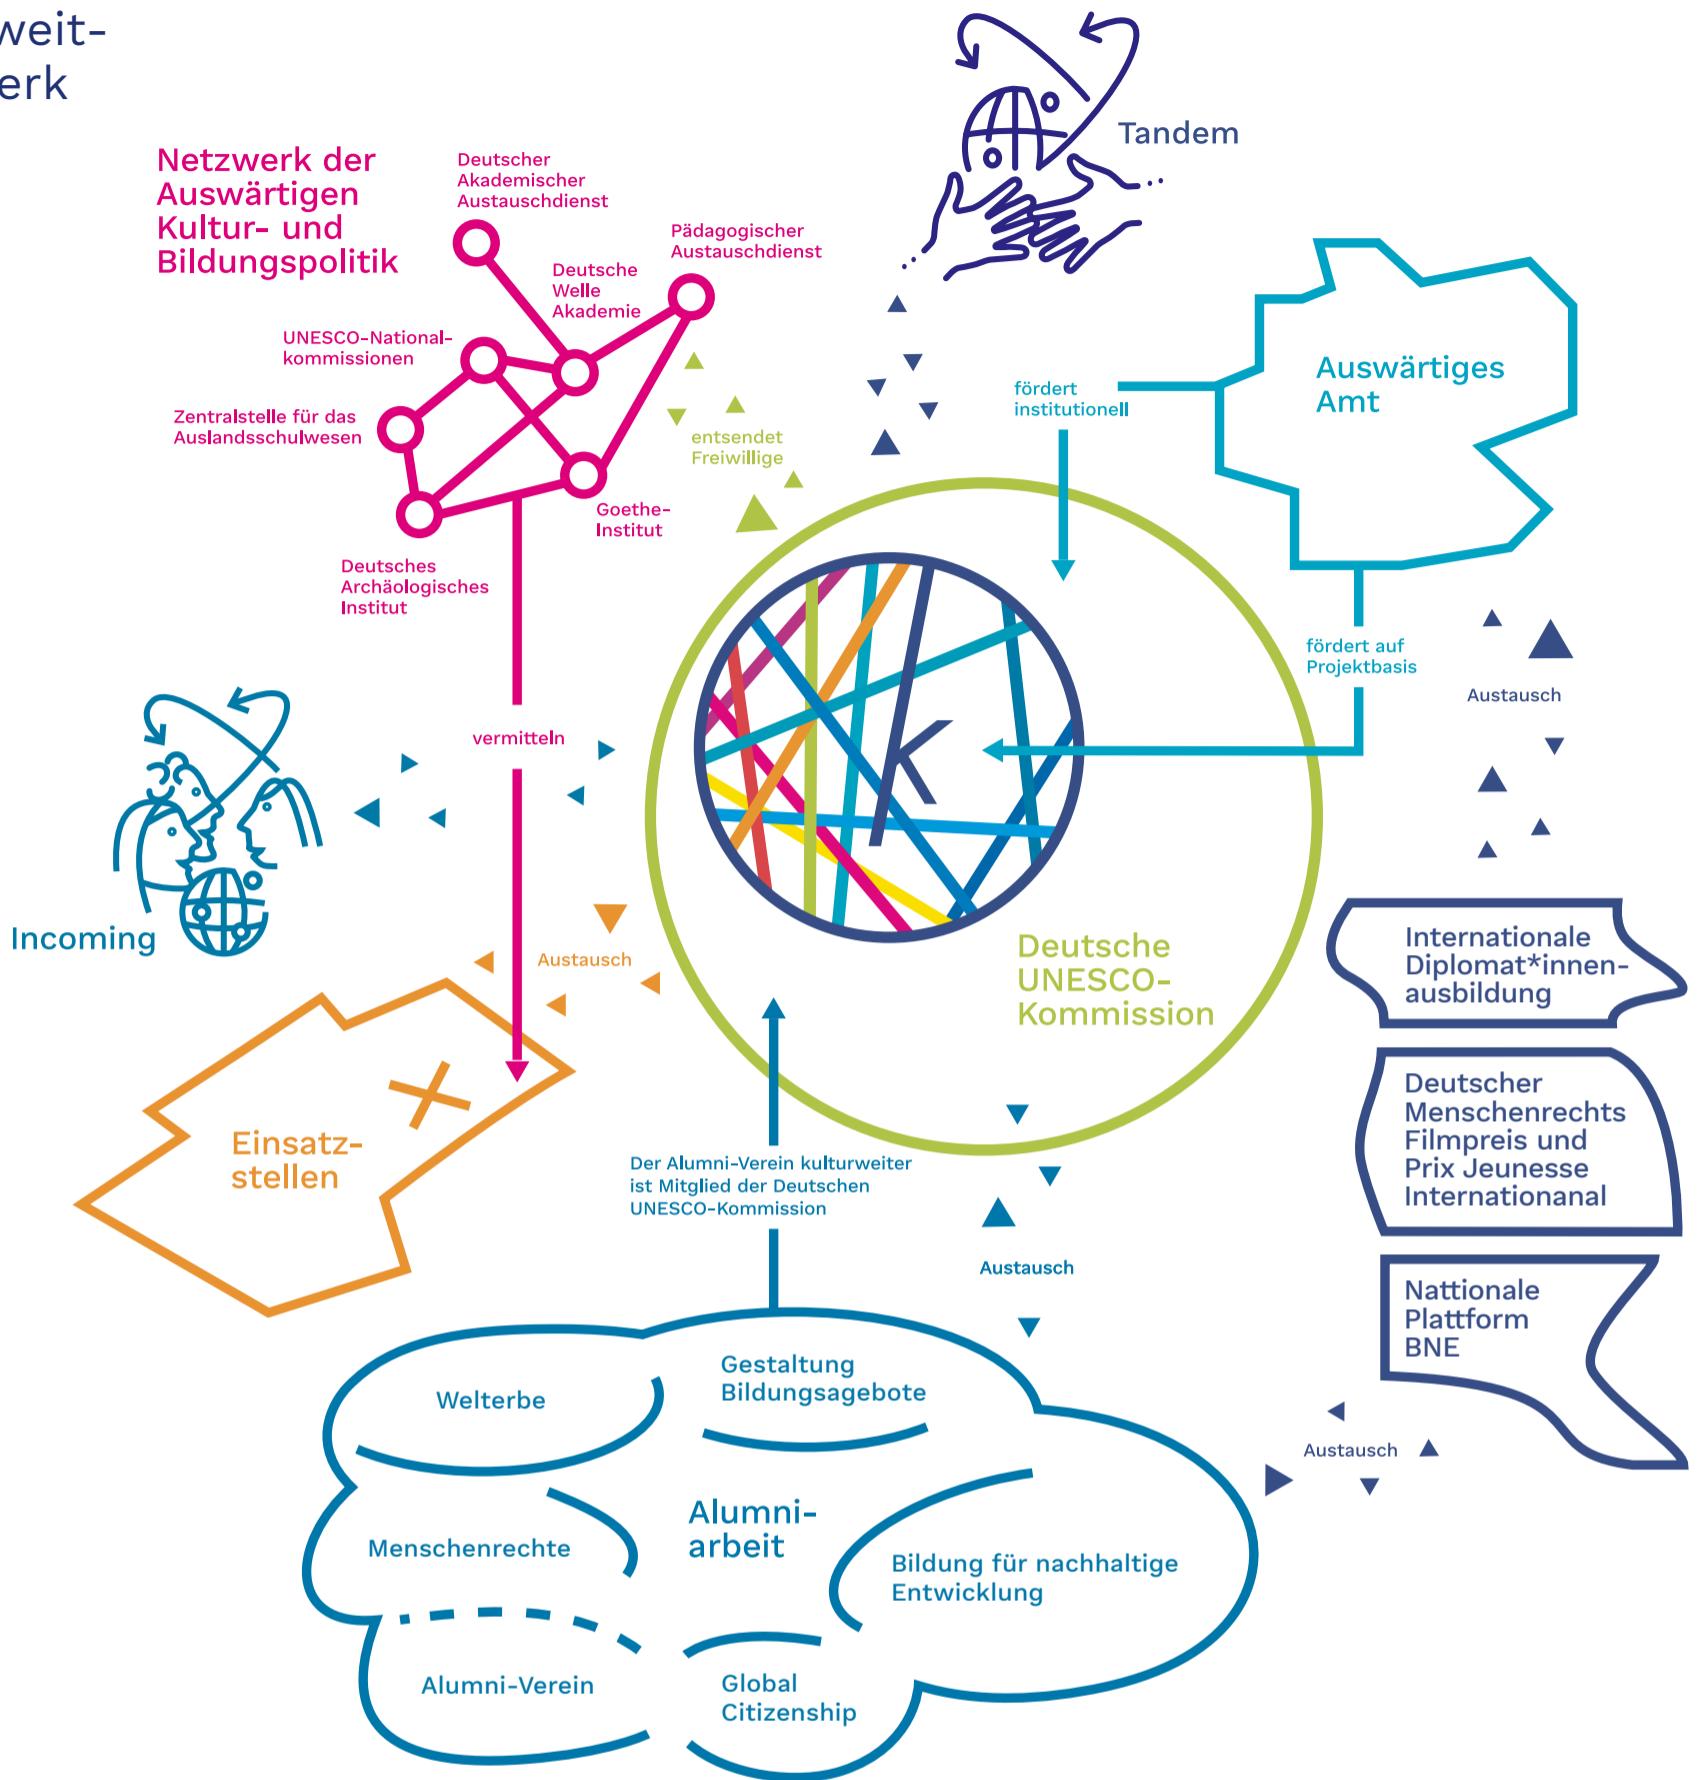 weit-
erk
Tandem
Netzwerk der
Auswärtigen
Kultur- und
Bildungspolitik
Deutscher
Akademischer
Austauschdienst
Pädagogischer
Austauschdienst
Deutsche
Welle
Akademie
UNESCO-National-
kommissionen
Zentralstelle für das
Auslandsschulwesen
Goethe-
Institut
Deutsches
Archäologisches
Institut
entsendet
Freiwillige
fördert
institutionell
Auswärtiges
Amt
fördert auf
Projektbasis
Austausch
vermitteln
K
Incoming
Austausch
Deutsche
UNESCO-
Kommission
Internationale
Diplomat*innen-
ausbildung
Deutscher
Menschenrechts
Filmpreis und
Prix Jeunesse
Internationanal
Einsatz-
stellen
Der Alumni-Verein kulturweiter
ist Mitglied der Deutschen
UNESCO-Kommission
Austausch
Nattionale
Plattform
BNE
Austausch
Welterbe
Gestaltung
Bildungsagebote
Alumni-
arbeit
Menschenrechte
Bildung für nachhaltige
Entwicklung
Alumni-Verein
Global
Citizenship